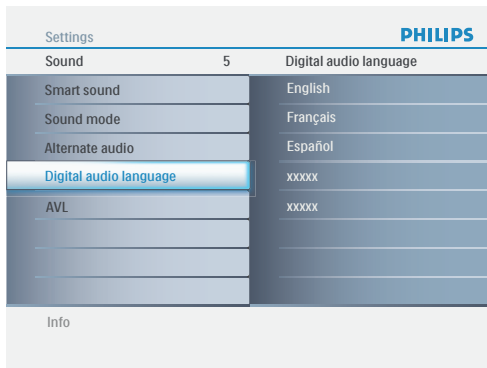 Settings
PHILIPS
Sound 5
Digital audio language
Smart sound
Sound mode
Alternate audio
Digital audio language
AVL
English
Français
Español
xxxxx
xxxxx
Info